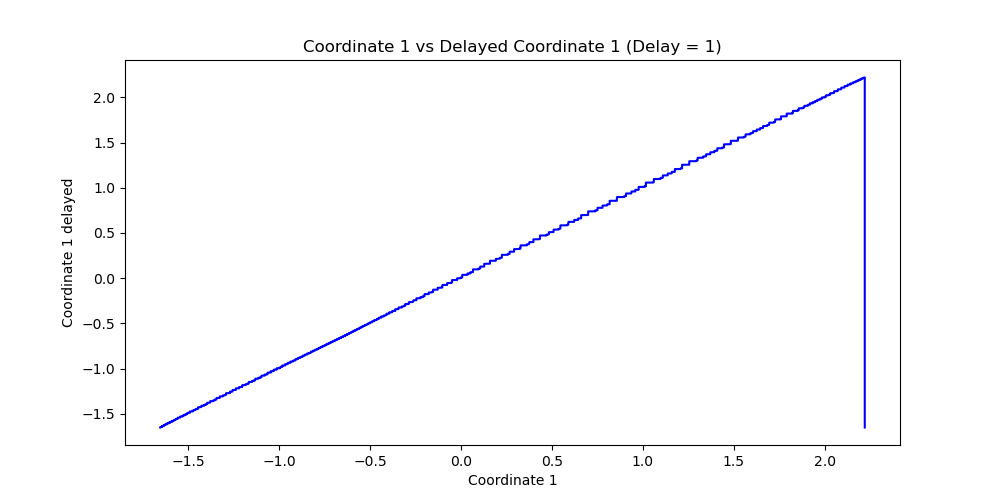 Coordinate 1 vs Delayed Coordinate 1 (Delay = 1)
2.0
1.5
1.0
0.5
0.0
−0.5
−1.0
−1.5
Coordinate 1 delayed
−1.5 −1.0 −0.5 0.0 0.5 1.0 1.5 2.0
Coordinate 1